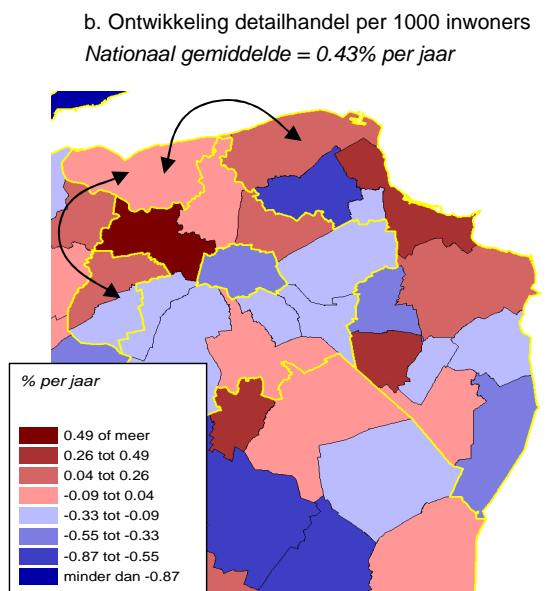 b. Ontwikkeling detailhandel per 1000 inwoners
Nationaal gemiddelde = 0.43% per jaar
% per jaar
0.49 of meer
0.26 tot 0.49
0.04 tot 0.26
-0.09 tot 0.04
-0.33 tot -0.09
-0.55 tot -0.33
-0.87 tot -0.55
minder dan -0.87